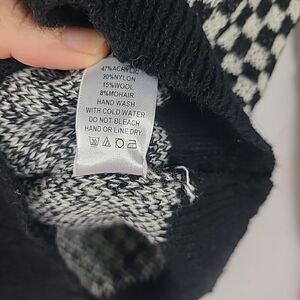 47%ACRYLIC
30%NYLON
15%WOOL
8%MOHAIR
HAND WASH
WITH COLD WATER
DO NOT BLEACH
HAND OR LINE DRY